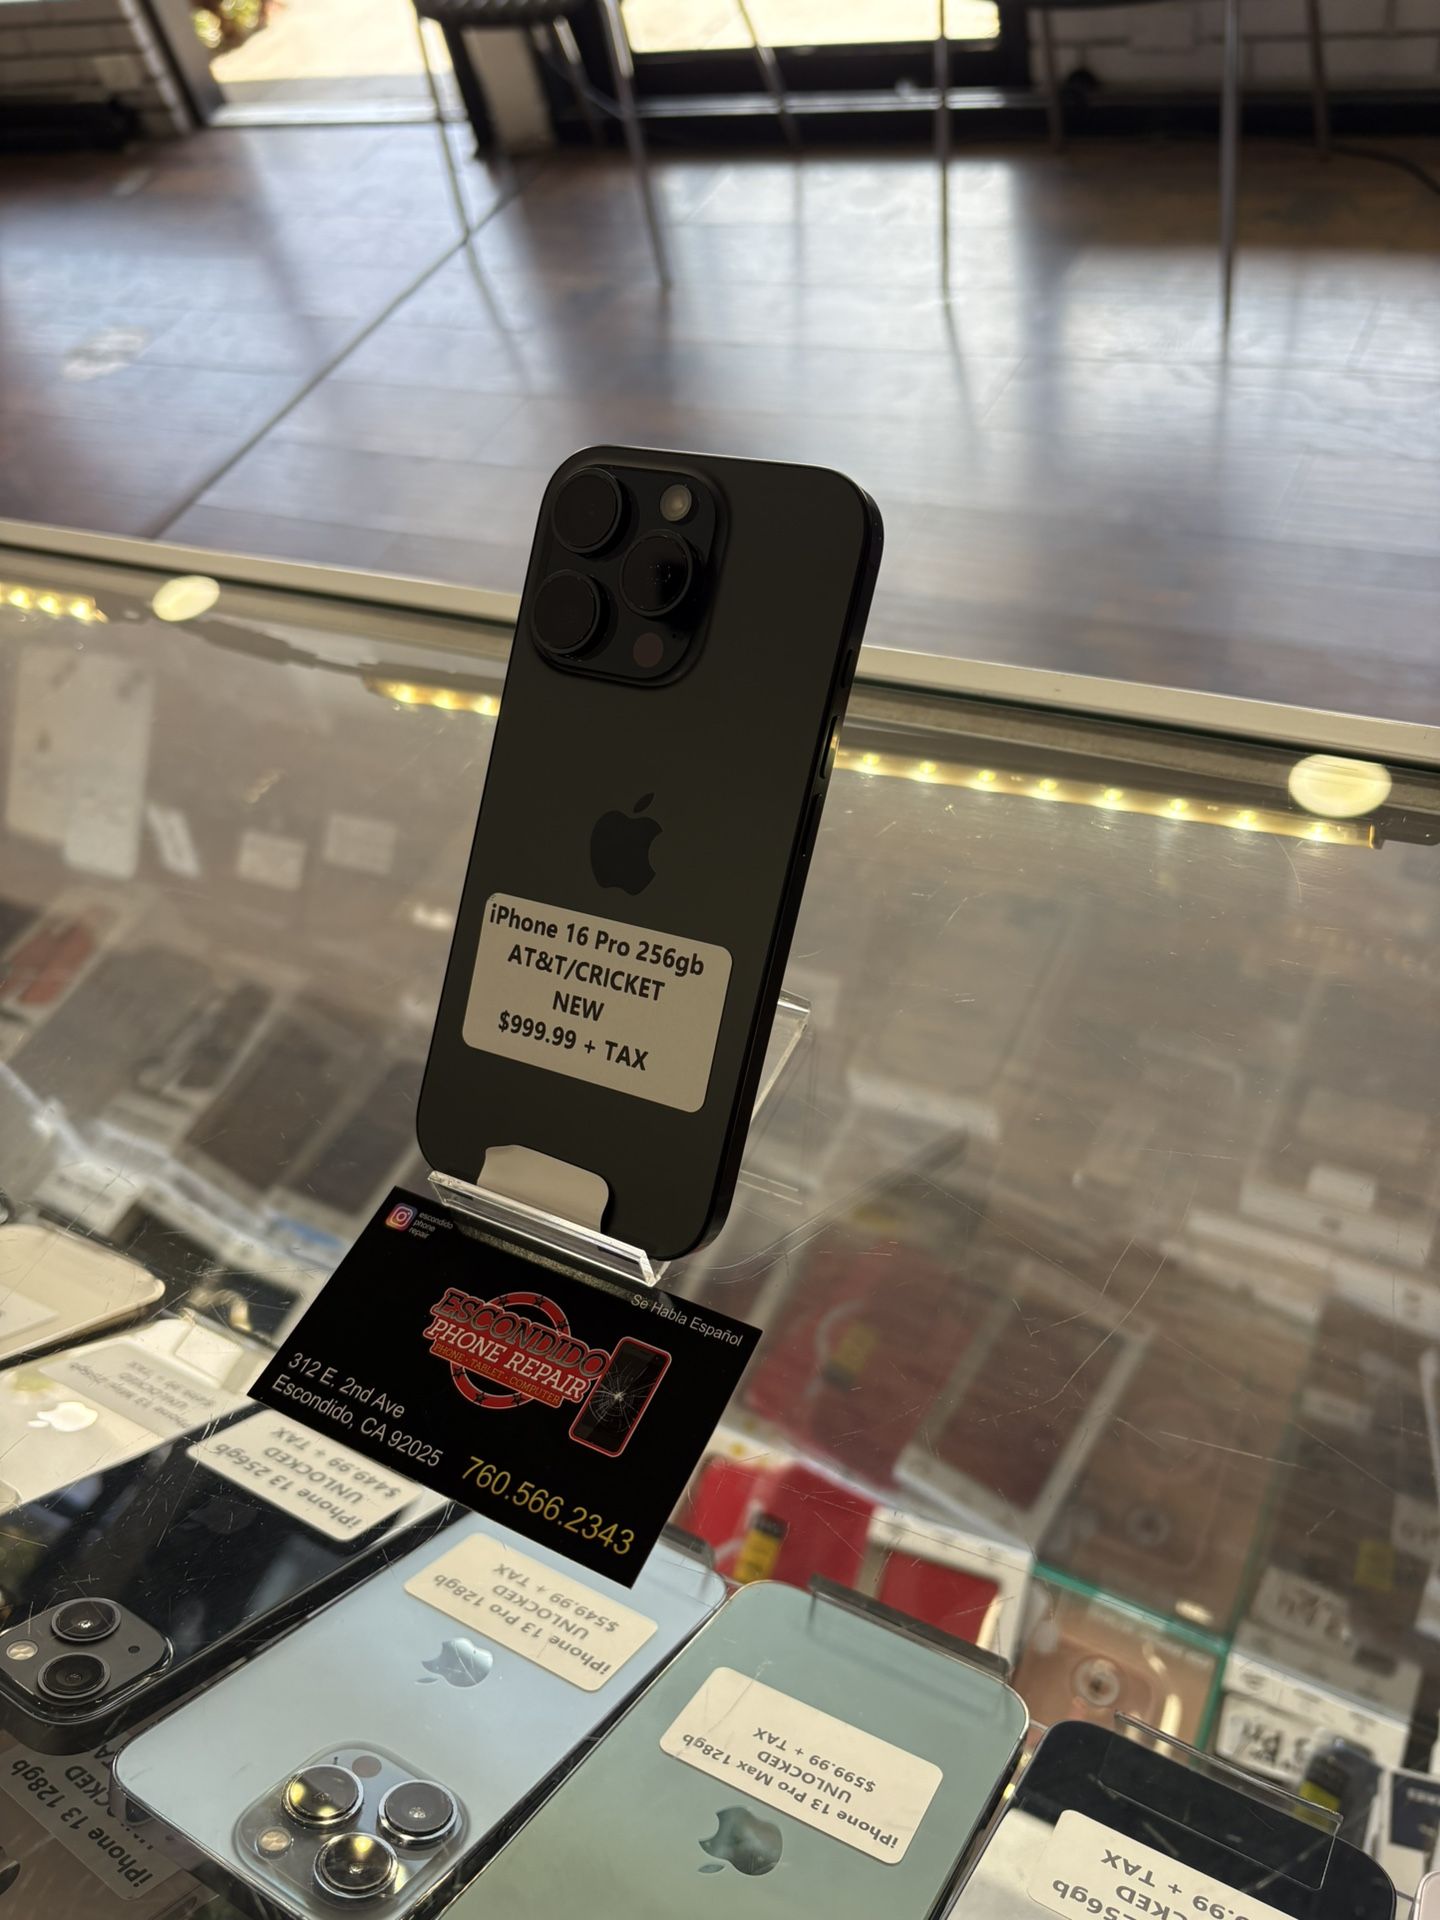 iPhone 16 Pro 256gb
AT&T/CRICKET
NEW
$999.99 + TAX
escondido
phone
repair
Se Habla Español
ESCONDIDO
PHONE REPAIR
PHONE · TABLET · COMPUTER
312 E. 2nd Ave
Escondido, CA 92025
760.566.2343
UNLOCKED
iPhone 13 256gb
UNLOCKED
$449.99 + TAX
iPhone 13 Pro 128gb
UNLOCKED
$549.99 + TAX
iPhone 13 Pro Max 128gb
UNLOCKED
$599.99 + TAX
iPhone 13 128gb
256gb
+ TAX